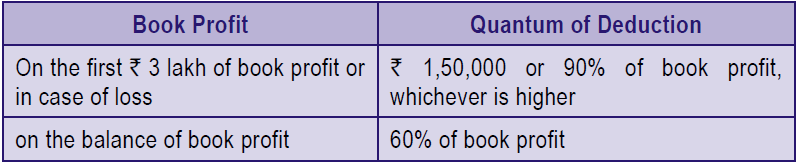 Book Profit
Quantum of Deduction
On the first ₹ 3 lakh of book profit or
in case of loss
₹ 1,50,000 or 90% of book profit,
whichever is higher
on the balance of book profit
60% of book profit